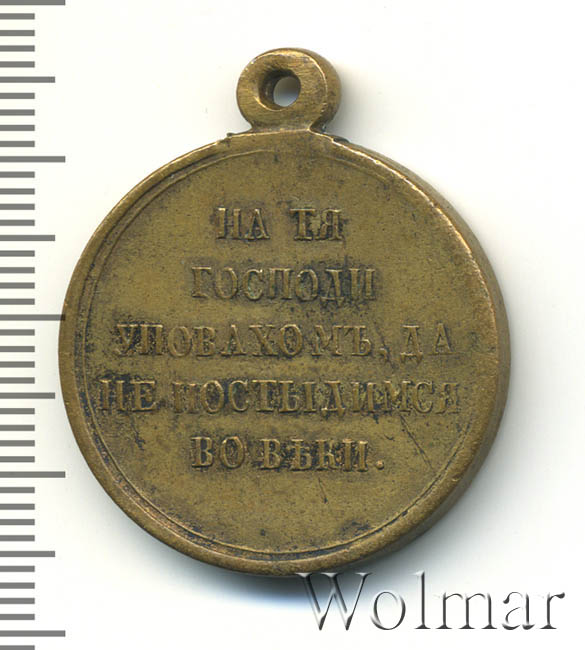 НА ТЯ
ГОСПОДИ
УПОВАХОМЪ, ДА
НЕ ПОСТЫДИМСЯ
ВО ВѢКИ.
Wolmar